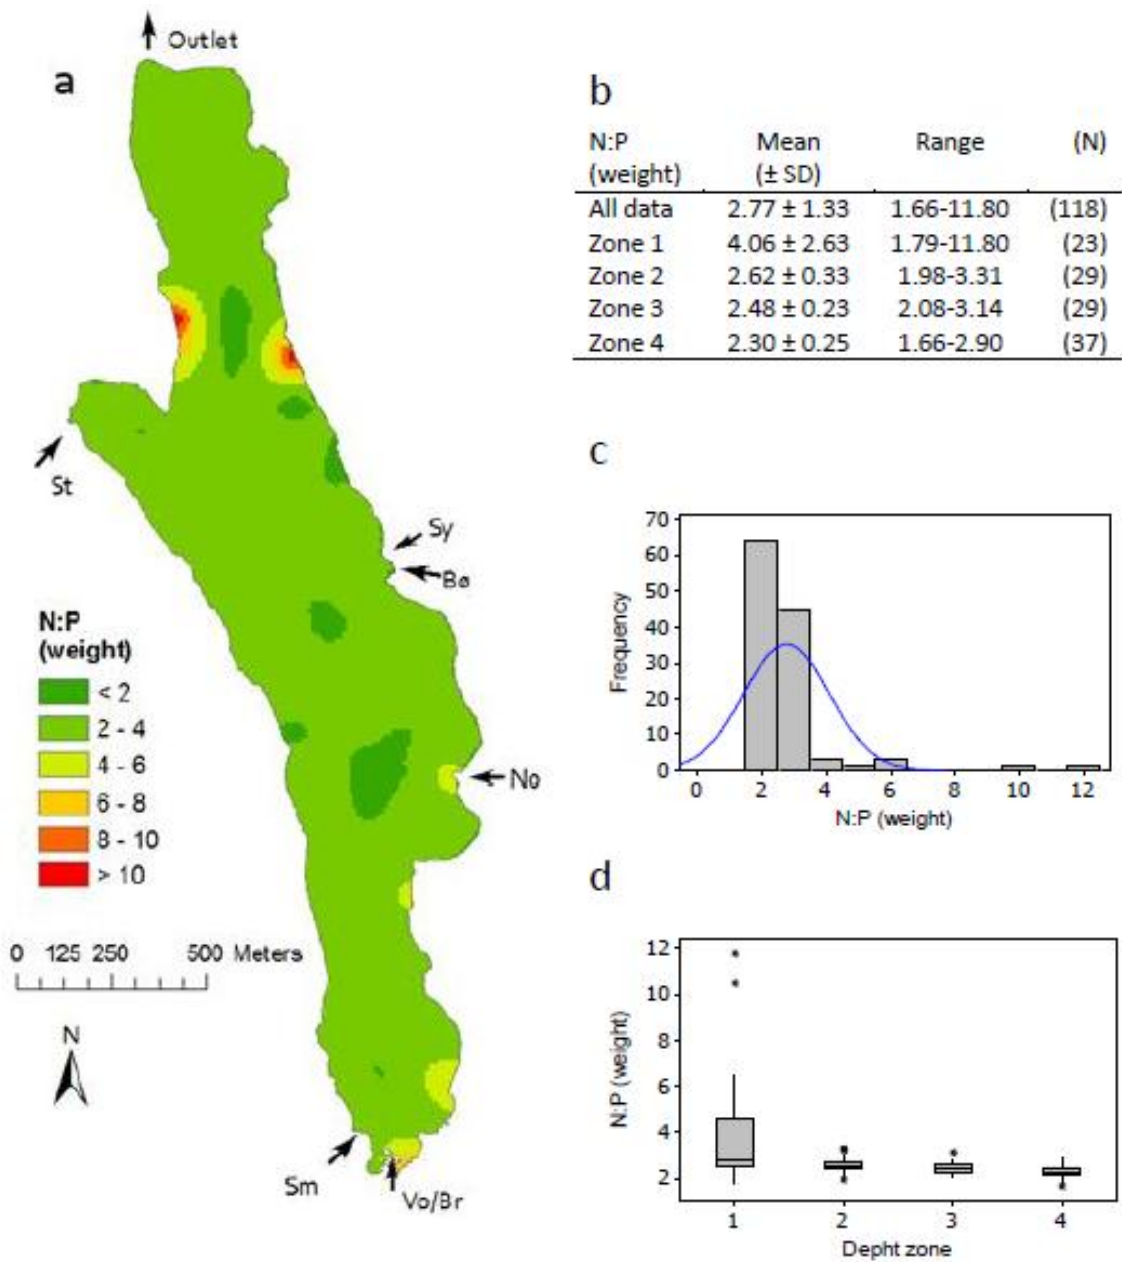 a
Outlet
St
Sy
Bø
Nø
Sm
Vo/Br
N:P
(weight)
< 2
2 - 4
4 - 6
6 - 8
8 - 10
> 10
0 125 250 500 Meters
N
b
N:P Mean Range (N)
(weight) (± SD)
All data 2.77 ± 1.33 1.66-11.80 (118)
Zone 1 4.06 ± 2.63 1.79-11.80 (23)
Zone 2 2.62 ± 0.33 1.98-3.31 (29)
Zone 3 2.48 ± 0.23 2.08-3.14 (29)
Zone 4 2.30 ± 0.25 1.66-2.90 (37)
c
Frequency
70
60
50
40
30
20
10
0
0 2 4 6 8 10 12
N:P (weight)
d
N:P (weight)
12
10
8
6
4
2
1 2 3 4
Depht zone